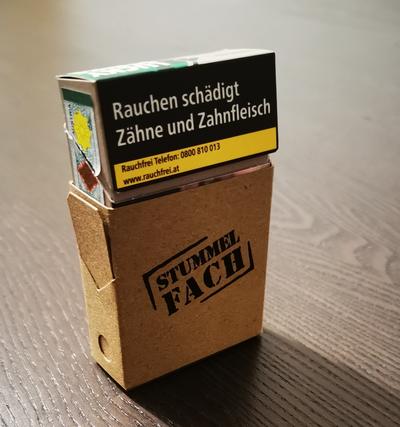 Rauchen schädigt
Zähne und Zahnfleisch
Rauchfrei Telefon: 0800 810 013
www.rauchfrei.at
STUMMEL
FACH